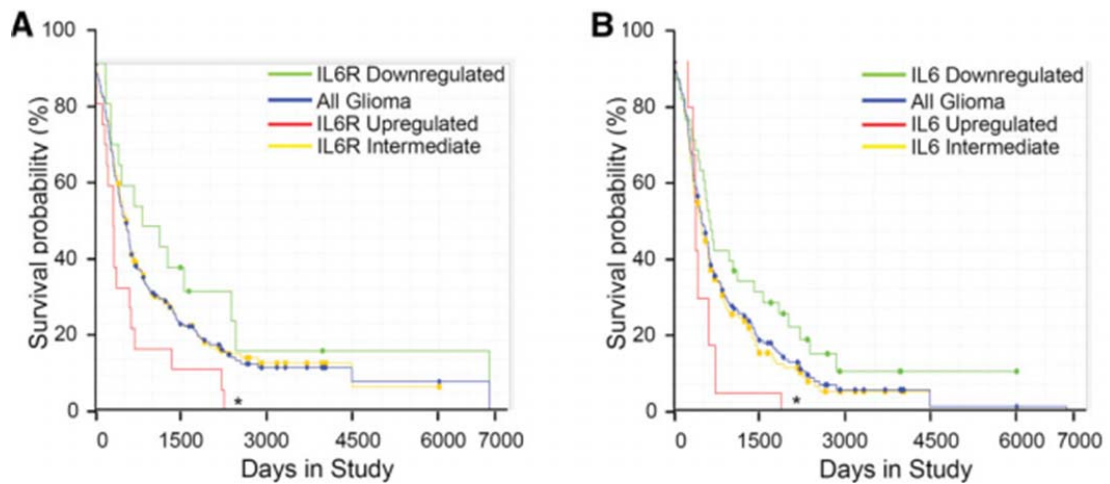 A
100
80
60
40
20
0
Survival probability (%)
IL6R Downregulated
All Glioma
IL6R Upregulated
IL6R Intermediate
*
0 1500 3000 4500 6000 7000
Days in Study
B
100
80
60
40
20
0
Survival probability (%)
IL6 Downregulated
All Glioma
IL6 Upregulated
IL6 Intermediate
*
0 1500 3000 4500 6000 7000
Days in Study